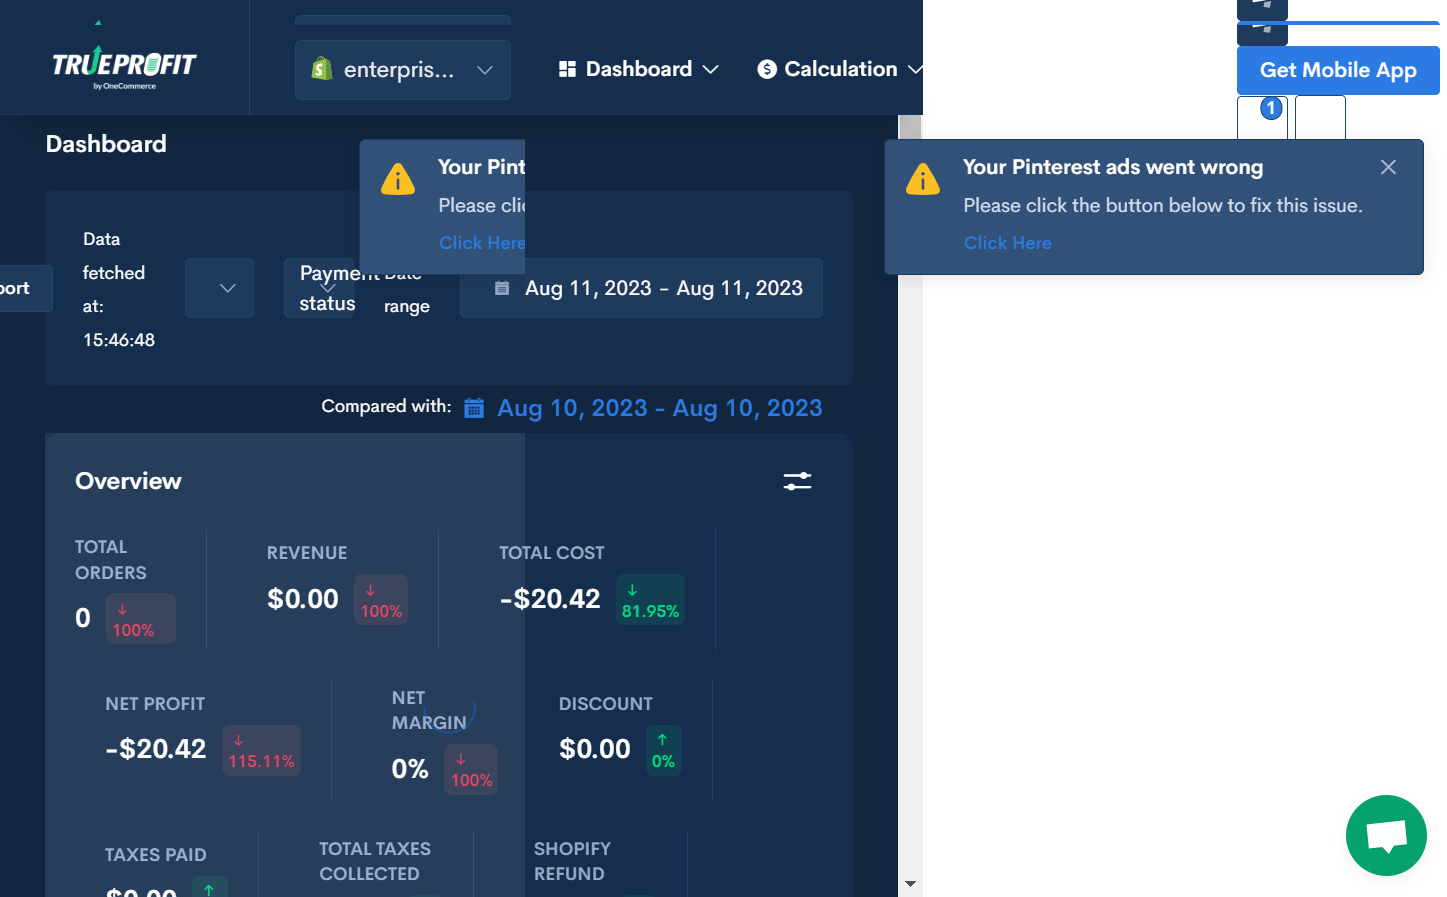 TRUEPROFIT
by OneCommerce
enterpris...
Dashboard
Calculation
Get Mobile App
1
Dashboard
Your Pint
Please clic
Click Here
Your Pinterest ads went wrong
Please click the button below to fix this issue.
Click Here
port
Data
fetched
at:
15:46:48
Payment
status
Date
range
Aug 11, 2023 - Aug 11, 2023
Compared with:
Aug 10, 2023 - Aug 10, 2023
Overview
TOTAL
ORDERS
0
100%
REVENUE
$0.00
100%
TOTAL COST
-$20.42
81.95%
NET PROFIT
-$20.42
115.11%
NET
MARGIN
0%
100%
DISCOUNT
$0.00
0%
TAXES PAID
$0.00
TOTAL TAXES
COLLECTED
SHOPIFY
REFUND